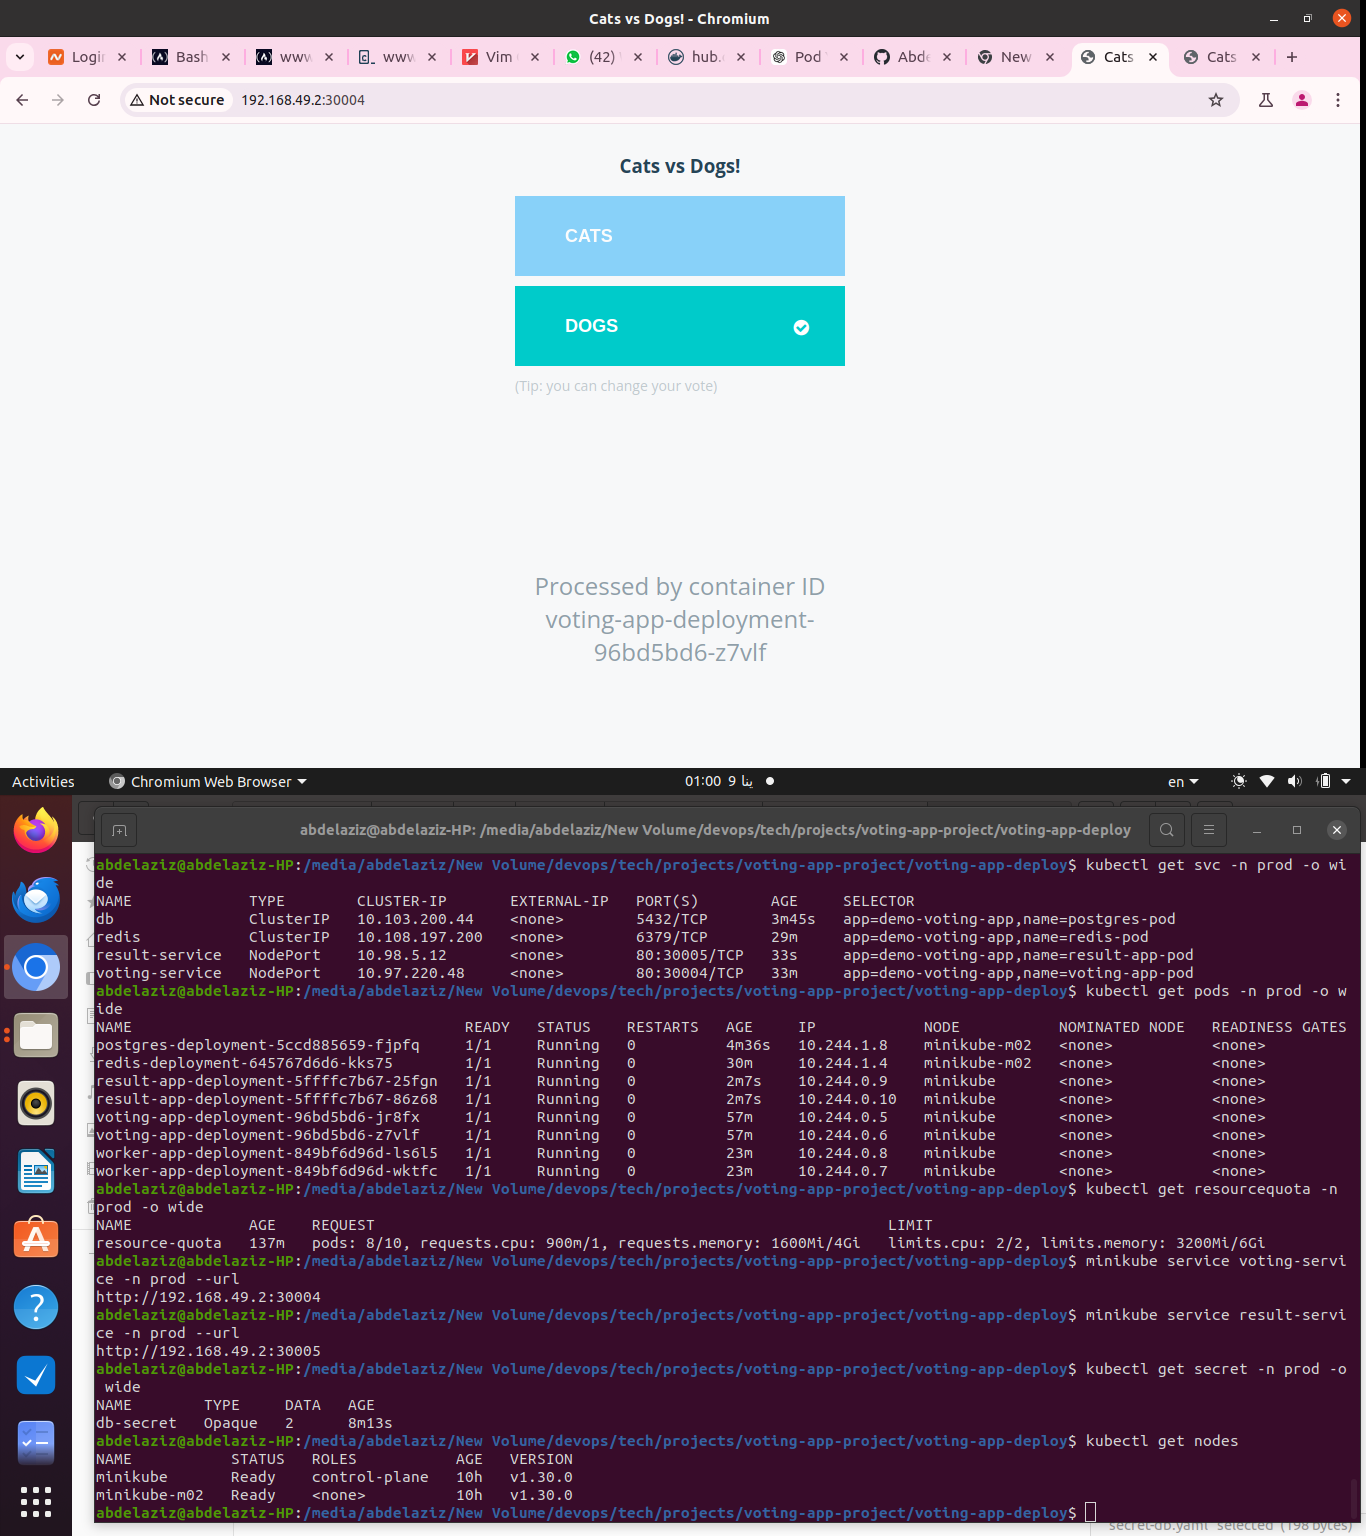 Cats vs Dogs! - Chromium
Login
Bash
www
www
Vim
(42)
hub.
Pod
Abde
New
Cats
Cats
Not secure
192.168.49.2:30004
Cats vs Dogs!
CATS
DOGS
(Tip: you can change your vote)
Processed by container ID
voting-app-deployment-
96bd5bd6-z7vlf
Activities
Chromium Web Browser
01:00 9 ينا
en
abdelaziz@abdelaziz-HP: /media/abdelaziz/New Volume/devops/tech/projects/voting-app-project/voting-app-deploy
abdelaziz@abdelaziz-HP:/media/abdelaziz/New Volume/devops/tech/projects/voting-app-project/voting-app-deploy$ kubectl get svc -n prod -o wi
de
NAME TYPE CLUSTER-IP EXTERNAL-IP PORT(S) AGE SELECTOR
db ClusterIP 10.103.200.44 <none> 5432/TCP 3m45s app=demo-voting-app,name=postgres-pod
redis ClusterIP 10.108.197.200 <none> 6379/TCP 29m app=demo-voting-app,name=redis-pod
result-service NodePort 10.98.5.12 <none> 80:30005/TCP 33s app=demo-voting-app,name=result-app-pod
voting-service NodePort 10.97.220.48 <none> 80:30004/TCP 33m app=demo-voting-app,name=voting-app-pod
abdelaziz@abdelaziz-HP:/media/abdelaziz/New Volume/devops/tech/projects/voting-app-project/voting-app-deploy$ kubectl get pods -n prod -o w
ide
NAME READY STATUS RESTARTS AGE IP NODE NOMINATED NODE READINESS GATES
postgres-deployment-5ccd885659-fjpfq 1/1 Running 0 4m36s 10.244.1.8 minikube-m02 <none> <none>
redis-deployment-645767d6d6-kks75 1/1 Running 0 30m 10.244.1.4 minikube-m02 <none> <none>
result-app-deployment-5ffffc7b67-25fgn 1/1 Running 0 2m7s 10.244.0.9 minikube <none> <none>
result-app-deployment-5ffffc7b67-86z68 1/1 Running 0 2m7s 10.244.0.10 minikube <none> <none>
voting-app-deployment-96bd5bd6-jr8fx 1/1 Running 0 57m 10.244.0.5 minikube <none> <none>
voting-app-deployment-96bd5bd6-z7vlf 1/1 Running 0 57m 10.244.0.6 minikube <none> <none>
worker-app-deployment-849bf6d96d-ls6l5 1/1 Running 0 23m 10.244.0.8 minikube <none> <none>
worker-app-deployment-849bf6d96d-wktfc 1/1 Running 0 23m 10.244.0.7 minikube <none> <none>
abdelaziz@abdelaziz-HP:/media/abdelaziz/New Volume/devops/tech/projects/voting-app-project/voting-app-deploy$ kubectl get resourcequota -n
prod -o wide
NAME AGE REQUEST LIMIT
resource-quota 137m pods: 8/10, requests.cpu: 900m/1, requests.memory: 1600Mi/4Gi limits.cpu: 2/2, limits.memory: 3200Mi/6Gi
abdelaziz@abdelaziz-HP:/media/abdelaziz/New Volume/devops/tech/projects/voting-app-project/voting-app-deploy$ minikube service voting-servi
ce -n prod --url
http://192.168.49.2:30004
abdelaziz@abdelaziz-HP:/media/abdelaziz/New Volume/devops/tech/projects/voting-app-project/voting-app-deploy$ minikube service result-servi
ce -n prod --url
http://192.168.49.2:30005
abdelaziz@abdelaziz-HP:/media/abdelaziz/New Volume/devops/tech/projects/voting-app-project/voting-app-deploy$ kubectl get secret -n prod -o
wide
NAME TYPE DATA AGE
db-secret Opaque 2 8m13s
abdelaziz@abdelaziz-HP:/media/abdelaziz/New Volume/devops/tech/projects/voting-app-project/voting-app-deploy$ kubectl get nodes
NAME STATUS ROLES AGE VERSION
minikube Ready control-plane 10h v1.30.0
minikube-m02 Ready <none> 10h v1.30.0
abdelaziz@abdelaziz-HP:/media/abdelaziz/New Volume/devops/tech/projects/voting-app-project/voting-app-deploy$
"secret-db.yaml" selected (198 bytes)